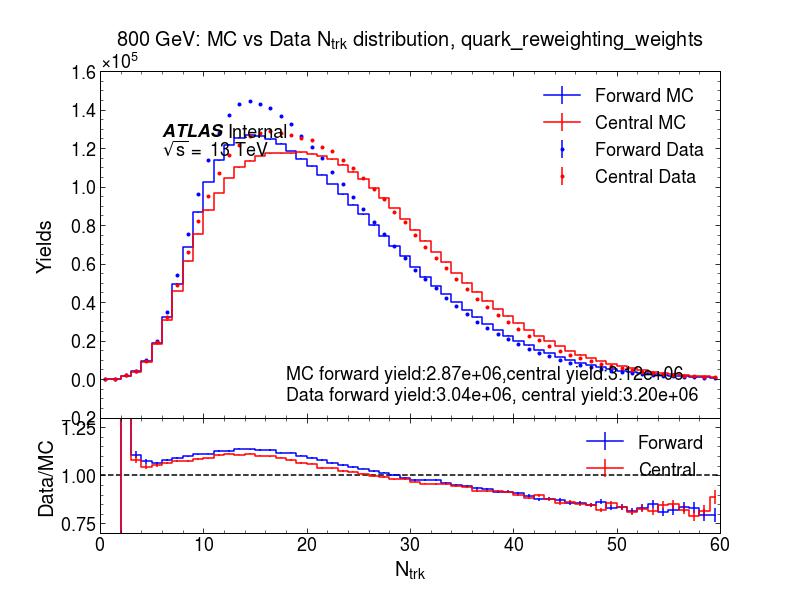 800 GeV: MC vs Data Ntrk distribution, quark_reweighting_weights
×10⁵
1.6
1.4
1.2
1.0
0.8
0.6
0.4
0.2
0.0
0.2
Yields
ATLAS Internal
√s = 13 TeV
Forward MC
Central MC
Forward Data
Central Data
MC forward yield:2.87e+06,central yield:3.12e+06
Data forward yield:3.04e+06, central yield:3.20e+06
1.25
1.00
0.75
Data/MC
Forward
Central
0 10 20 30 40 50 60
Ntrk